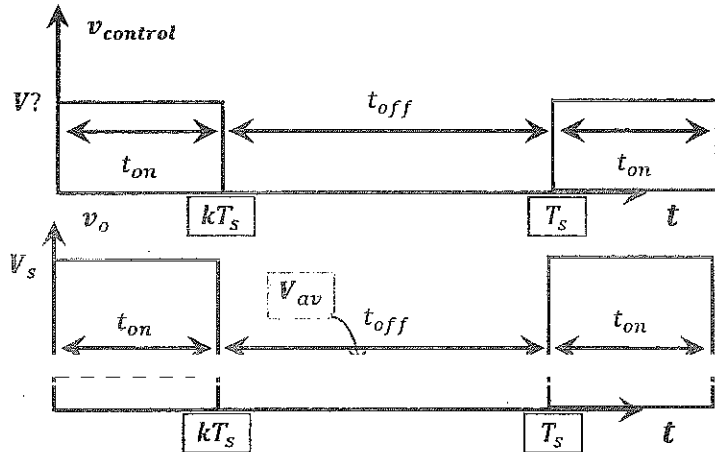 v_control
V?
t_on
t_off
t_on
kT_s
T_s
t
v_o
V_s
V_av
t_on
t_off
t_on
kT_s
T_s
t